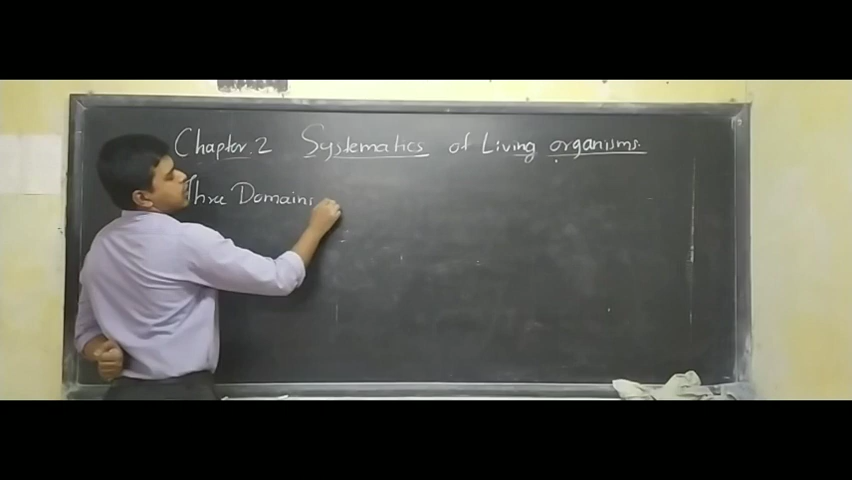 Chapter. 2 Systematics of Living organisms.
Three Domains